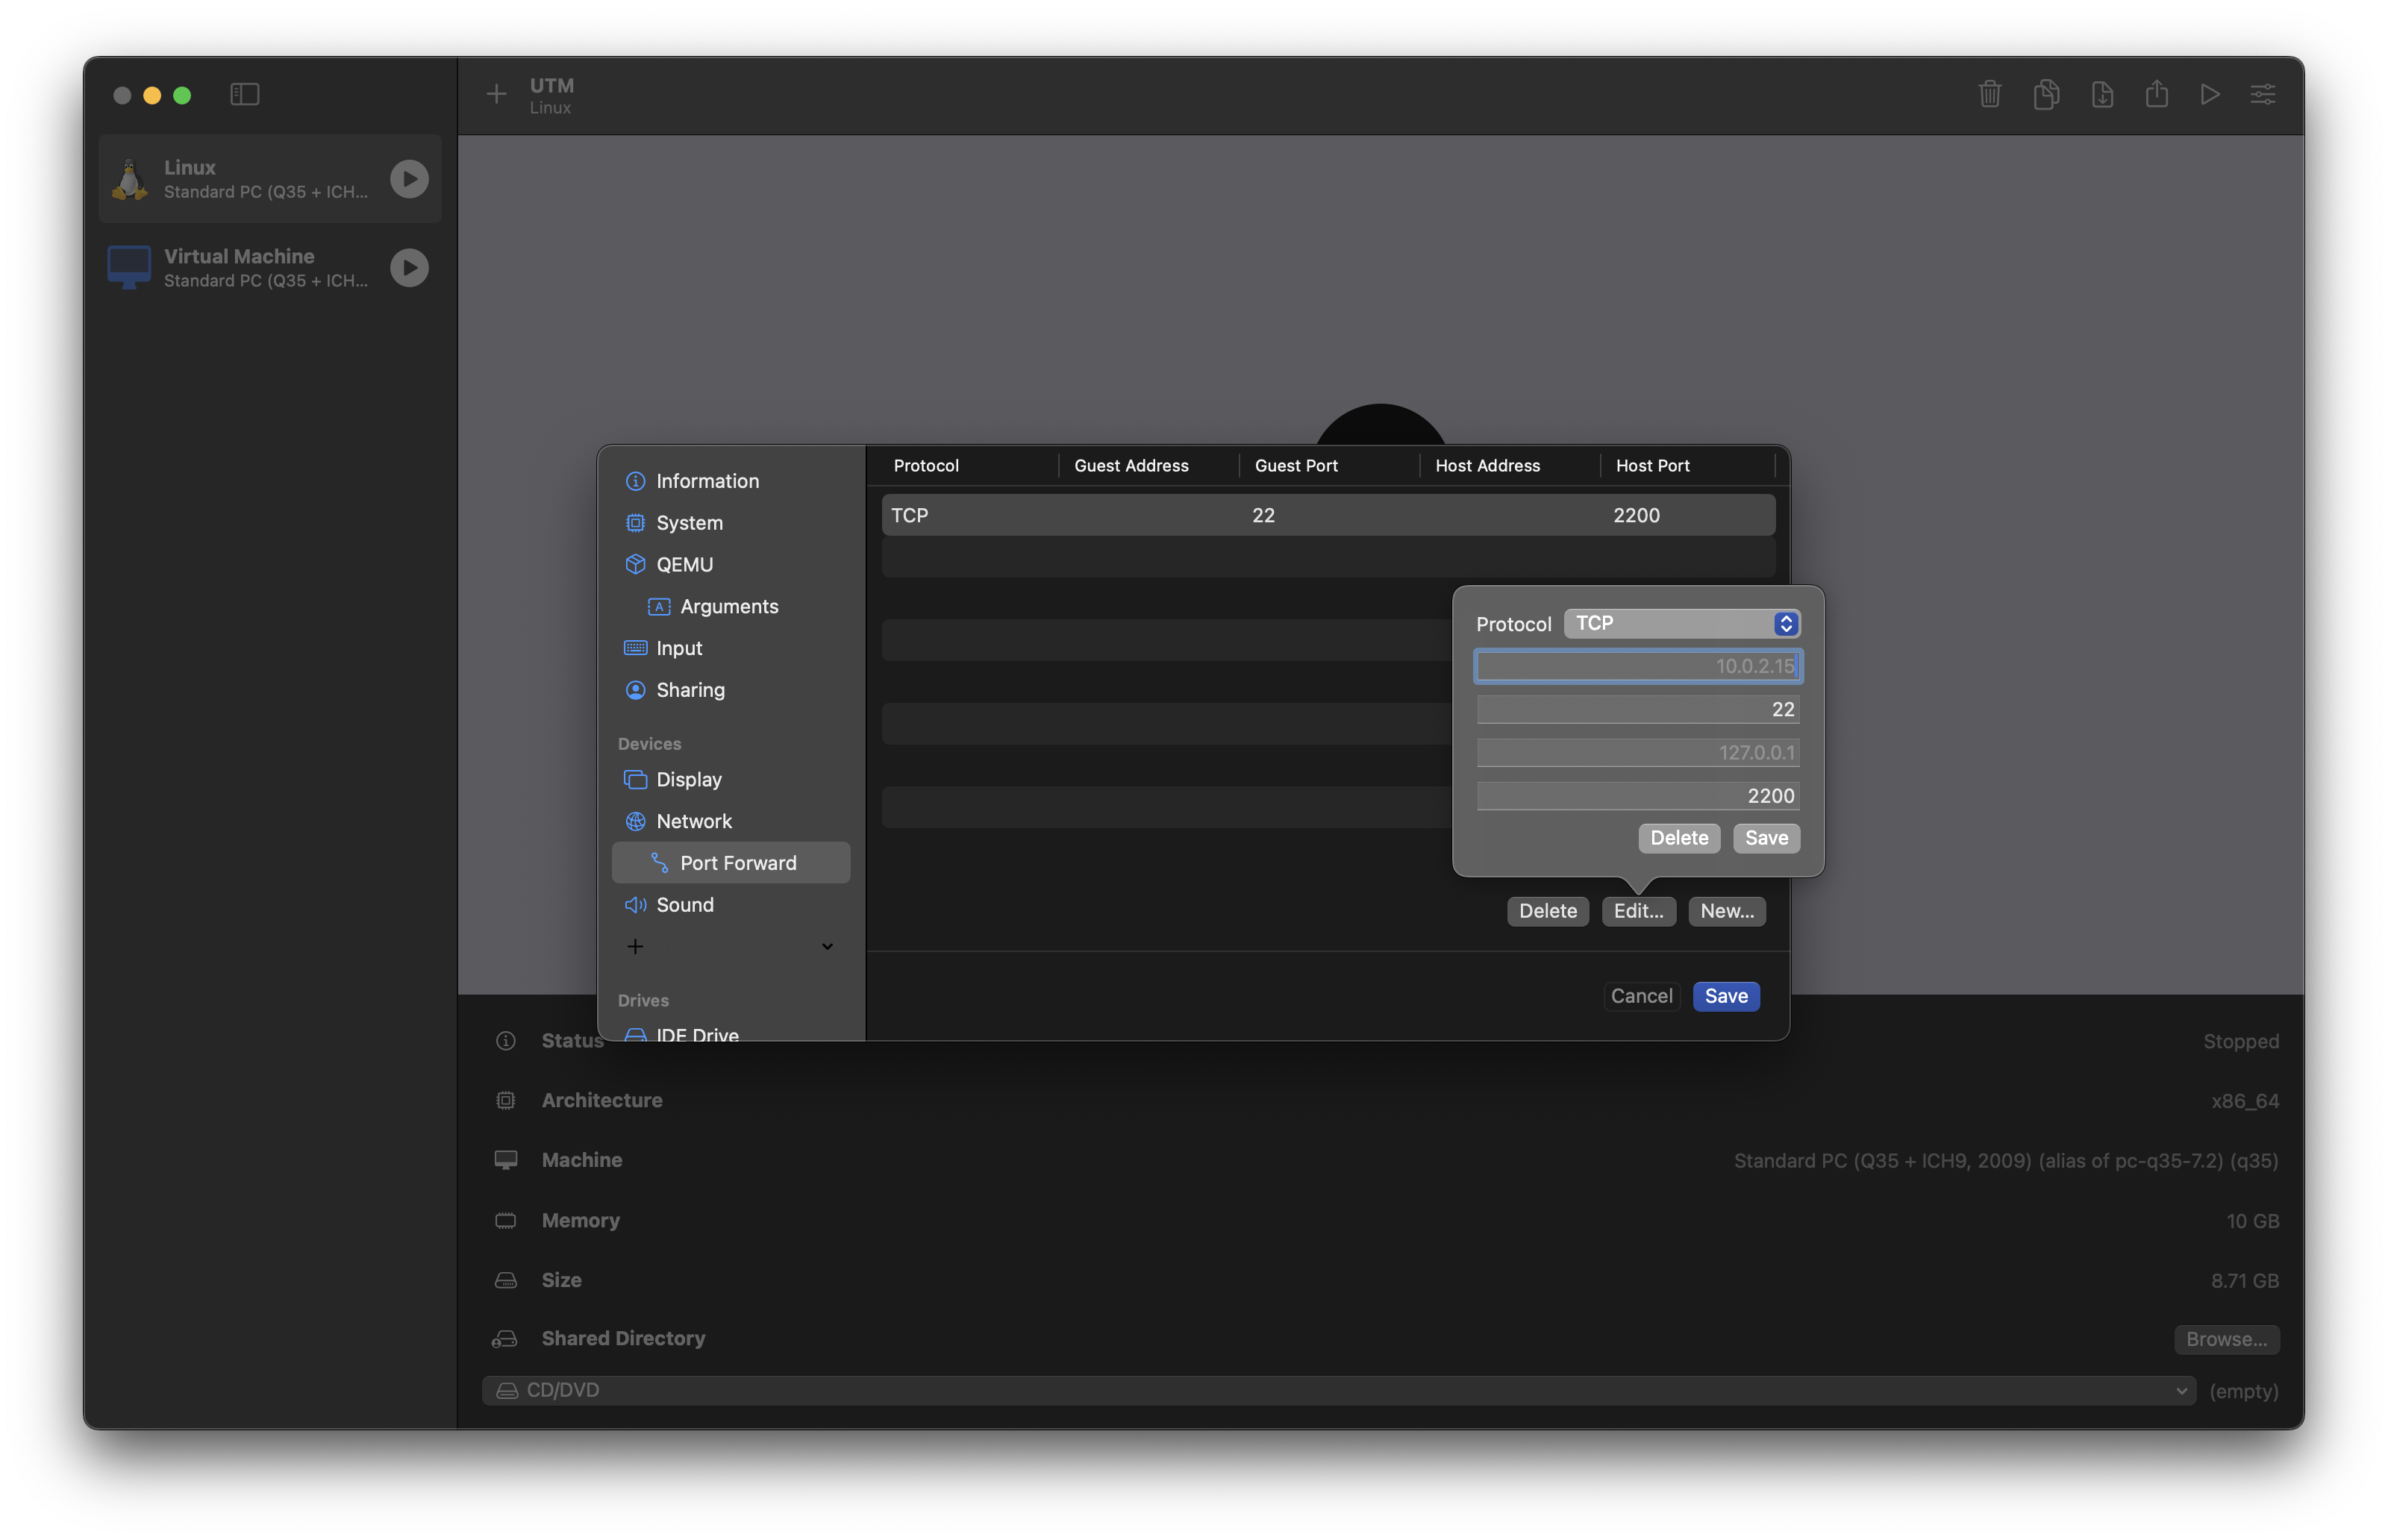 UTM
Linux
Linux
Standard PC (Q35 + ICH...
Virtual Machine
Standard PC (Q35 + ICH...
Information
System
QEMU
Arguments
Input
Sharing
Devices
Display
Network
Port Forward
Sound
Drives
IDE Drive
Protocol Guest Address Guest Port Host Address Host Port
TCP 22 2200
Protocol TCP
10.0.2.15
22
127.0.0.1
2200
Delete Save
Delete Edit... New...
Cancel Save
Status Stopped
Architecture x86_64
Machine Standard PC (Q35 + ICH9, 2009) (alias of pc-q35-7.2) (q35)
Memory 10 GB
Size 8.71 GB
Shared Directory Browse...
CD/DVD (empty)